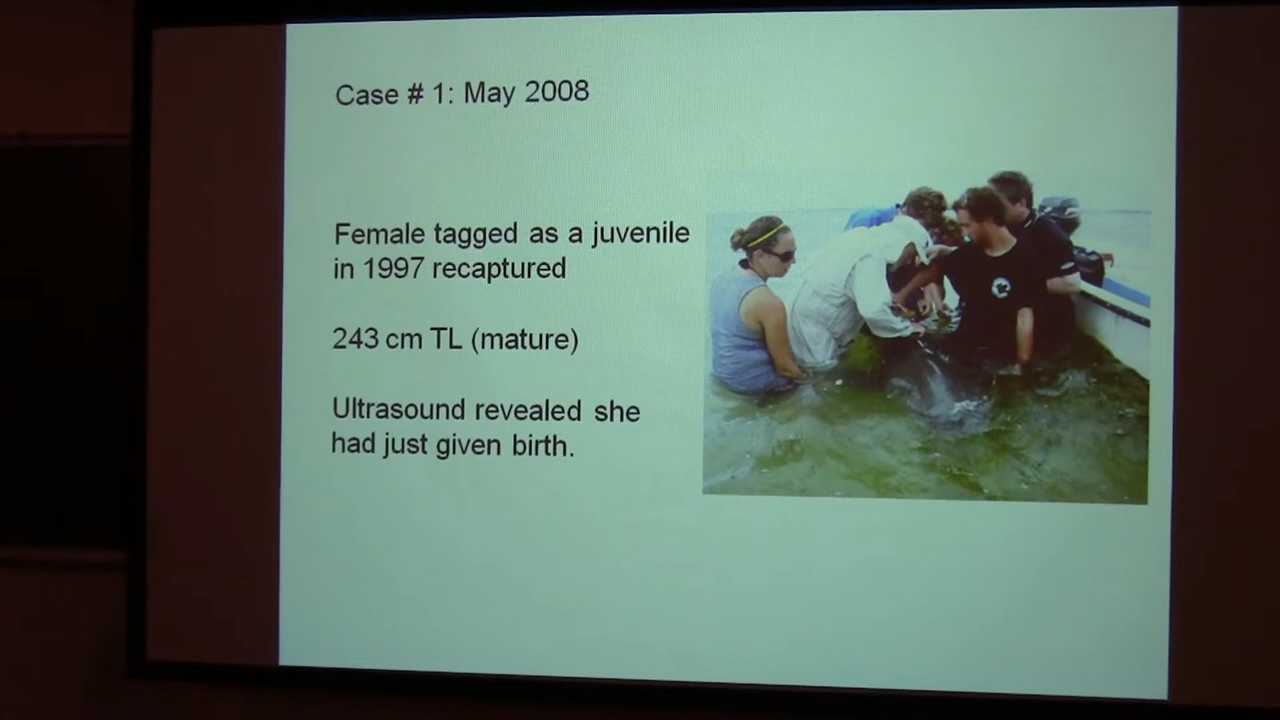 Case # 1: May 2008
Female tagged as a juvenile
in 1997 recaptured
243 cm TL (mature)
Ultrasound revealed she
had just given birth.